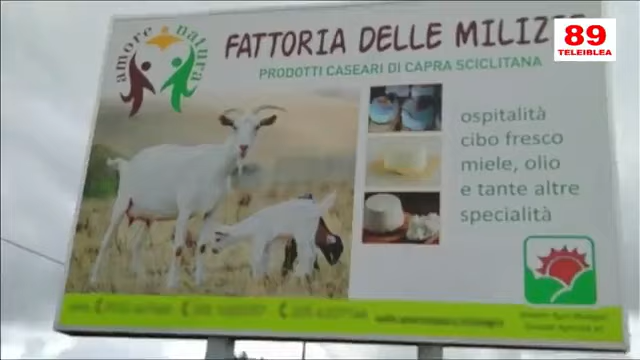 89
TELEIBLEA
amore natura
FATTORIA DELLE MILIZIE
PRODOTTI CASEARI DI CAPRA SCICLITANA
ospitalità
cibo fresco
miele, olio
e tante altre
specialità